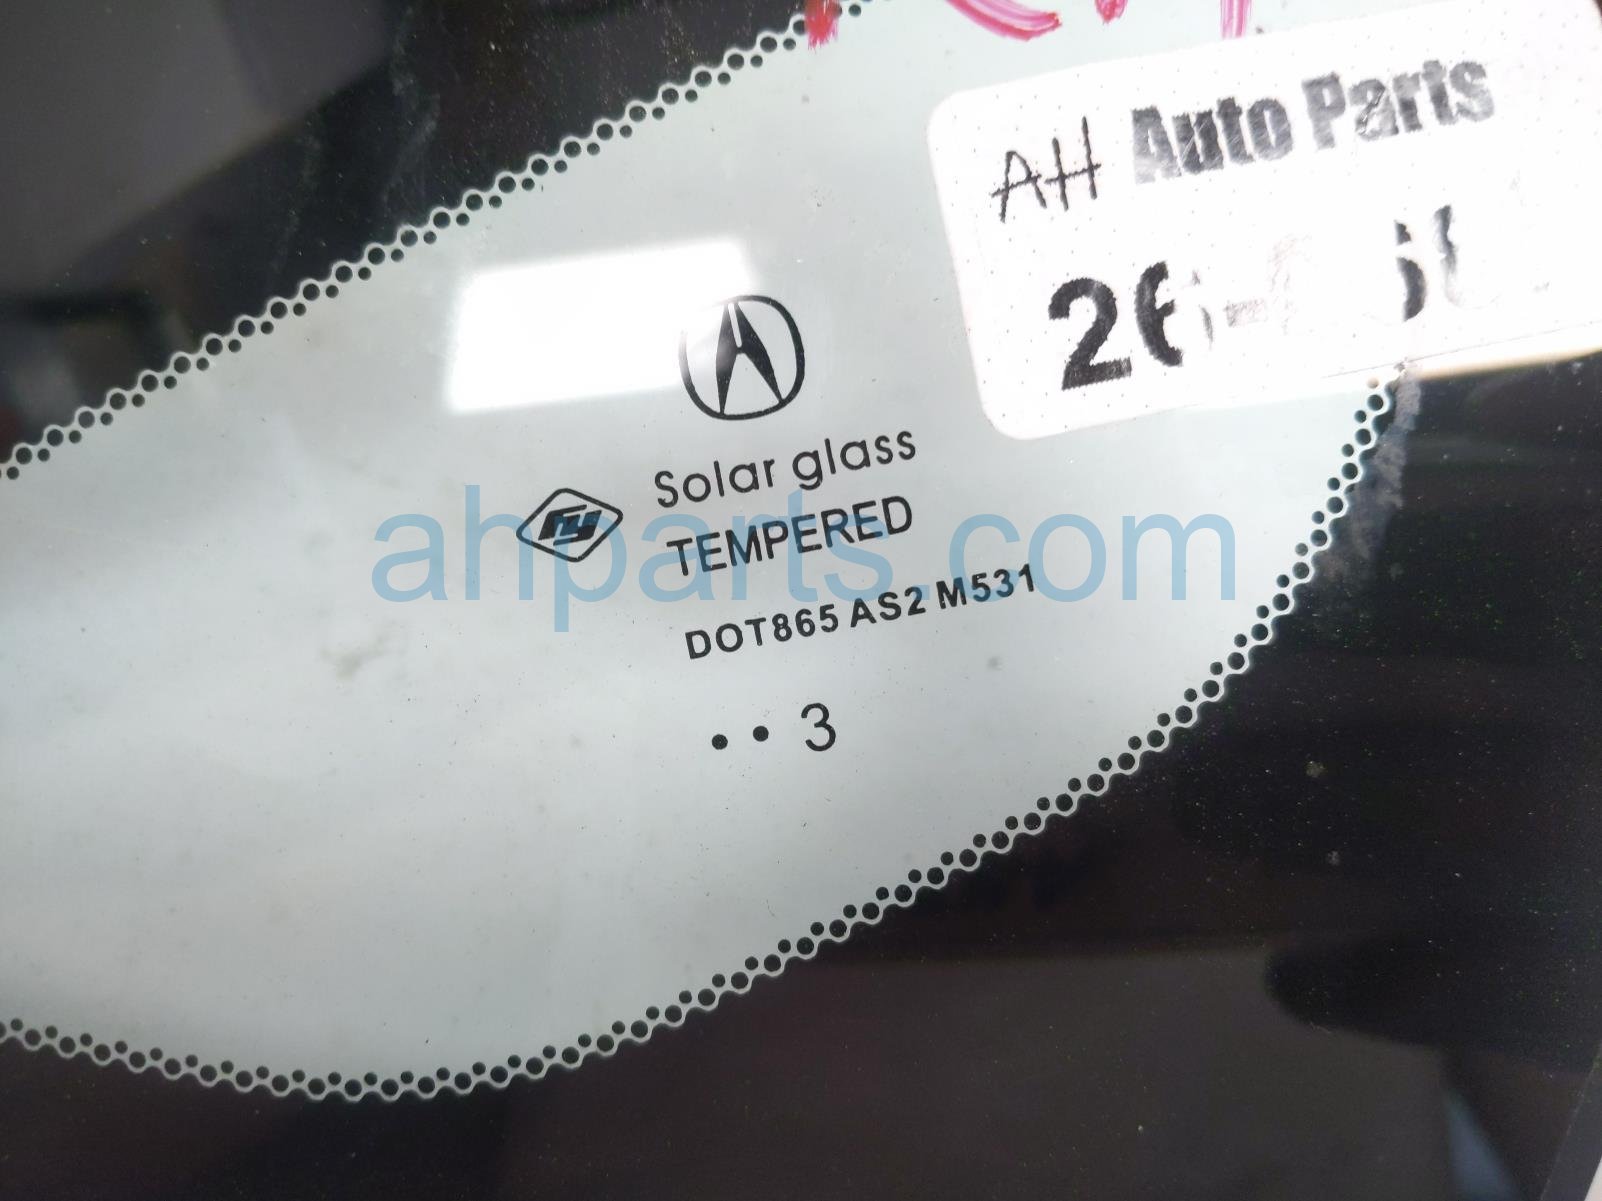 AH Auto Parts
Solar glass
TEMPERED
DOT865 AS2 M531
•• 3
ahparts.com